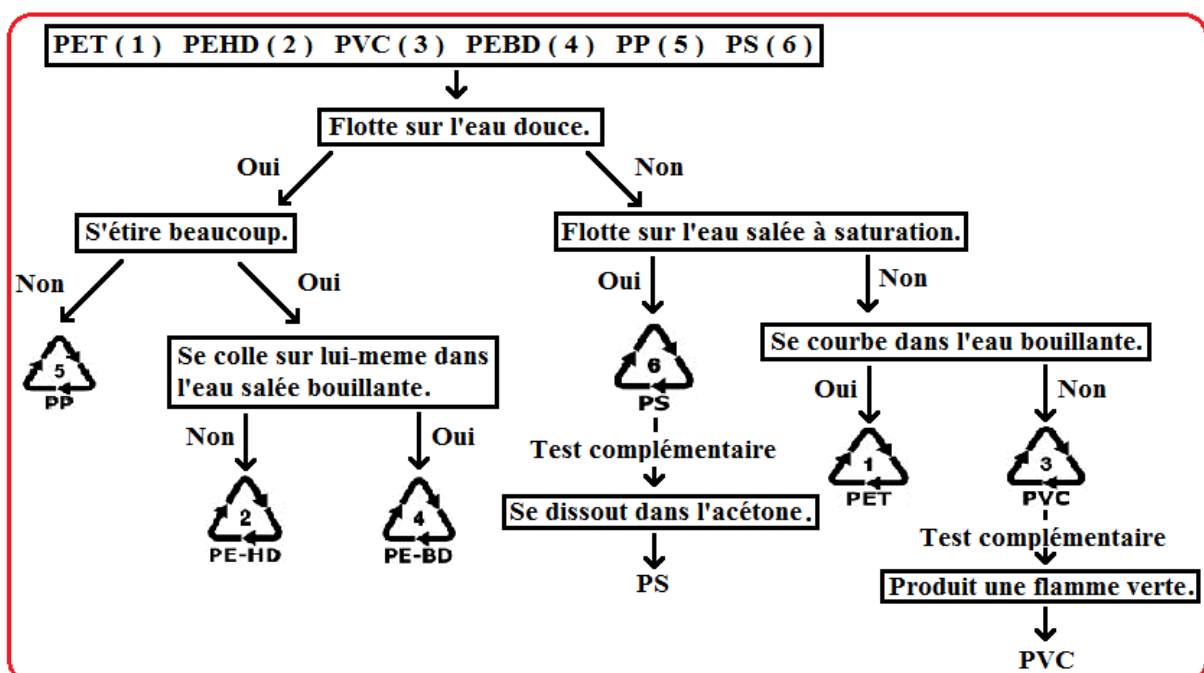 PET ( 1 ) PEHD ( 2 ) PVC ( 3 ) PEBD ( 4 ) PP ( 5 ) PS ( 6 )
Flotte sur l'eau douce.
Oui
Non
S'étire beaucoup.
Flotte sur l'eau salée à saturation.
Non
Oui
Oui
Non
5
PP
Se colle sur lui-meme dans
l'eau salée bouillante.
6
PS
Se courbe dans l'eau bouillante.
Non
Oui
Oui
Non
Test complémentaire
2
PE-HD
4
PE-BD
1
PET
3
PVC
Se dissout dans l'acétone.
Test complémentaire
PS
Produit une flamme verte.
PVC